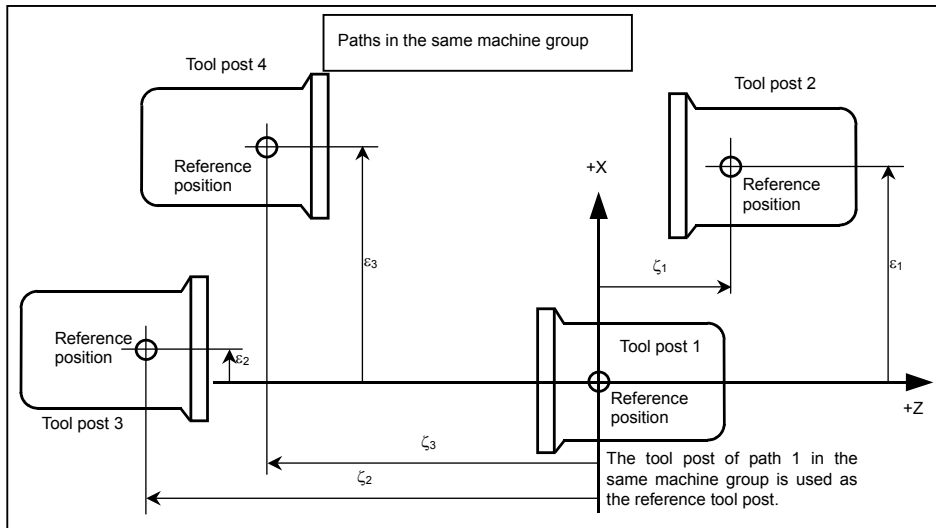 Paths in the same machine group
Tool post 4
Tool post 2
Reference
position
+X
Reference
position
ε3
ζ1
ε1
Reference
position
ε2
Tool post 1
Reference
position
+Z
Tool post 3
ζ3
ζ2
The tool post of path 1 in the
same machine group is used as
the reference tool post.